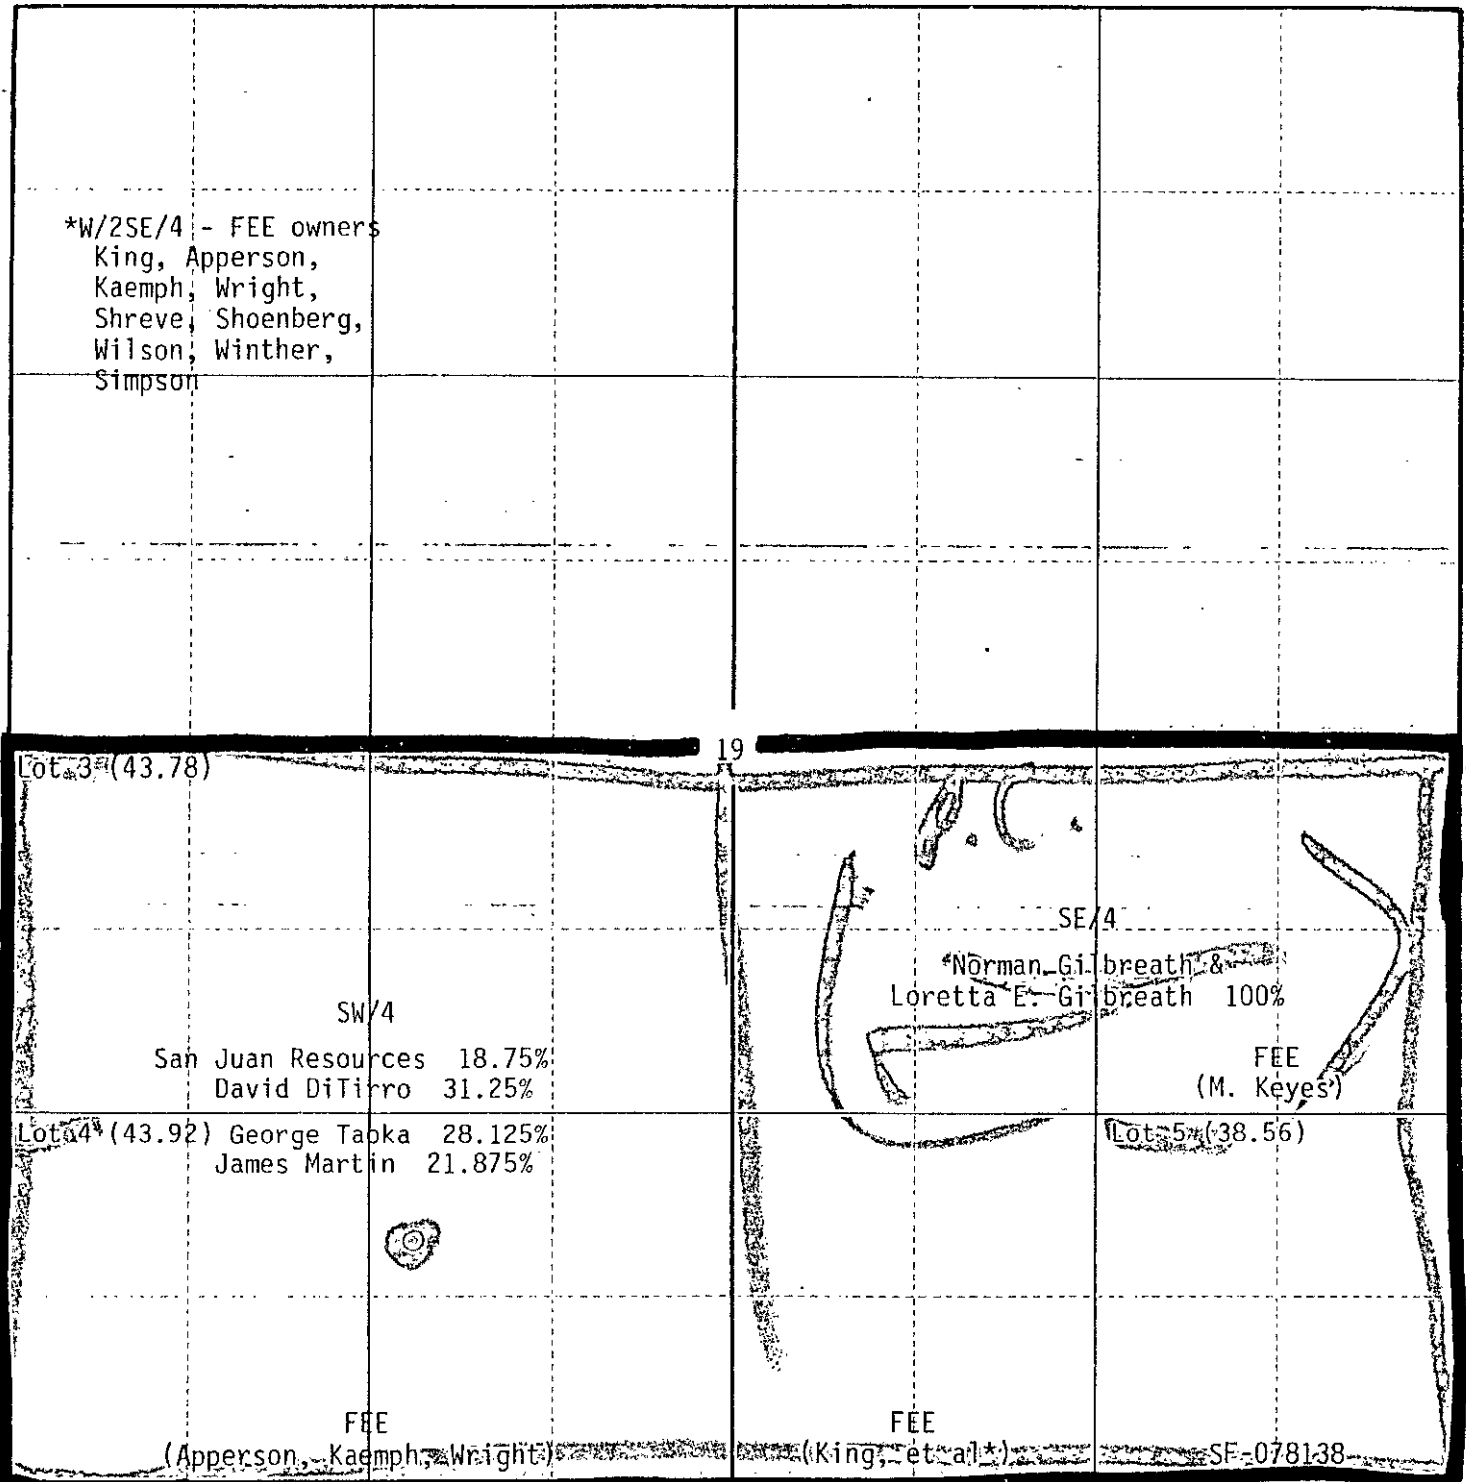 *W/2SE/4 - FEE owners
King, Apperson,
Kaemph, Wright,
Shreve, Shoenberg,
Wilson, Winther,
Simpson
19
Lot 3 (43.78)
SW/4
San Juan Resources 18.75%
David DiTirro 31.25%
Lot 4 (43.92) George Tapka 28.125%
James Martin 21.875%
FEE
(Apperson, Kaemph, Wright)
SE/4
Norman Gilbreath &
Loretta E. Gilbreath 100%
FEE
(M. Keyes)
Lot 5 (38.56)
FEE
(King, et al*)
SF-078138